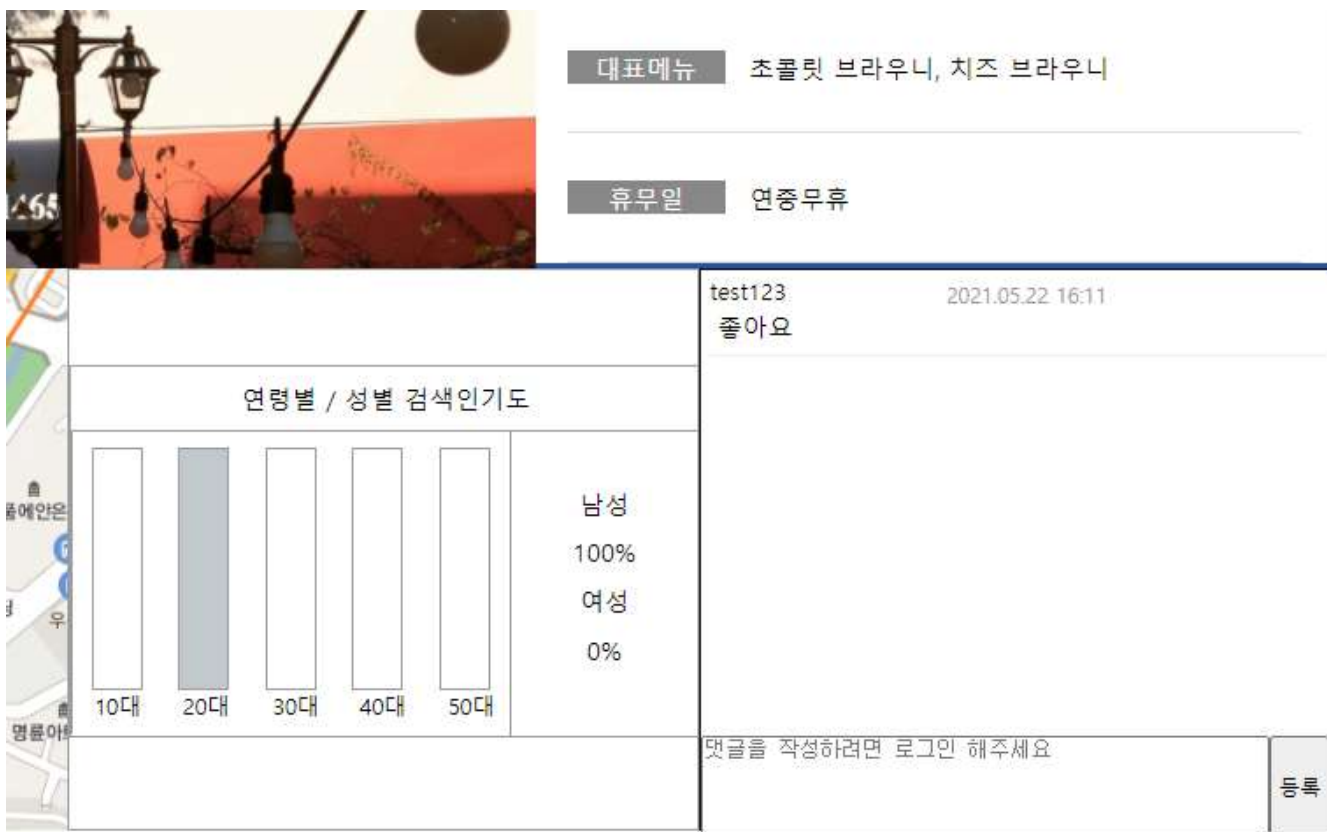 대표메뉴 초콜릿 브라우니, 치즈 브라우니
1465
휴무일 연중무휴
test123 2021.05.22 16:11
좋아요
연령별 / 성별 검색인기도
남성
100%
여성
0%
10대 20대 30대 40대 50대
우
댓글을 작성하려면 로그인 해주세요
등록